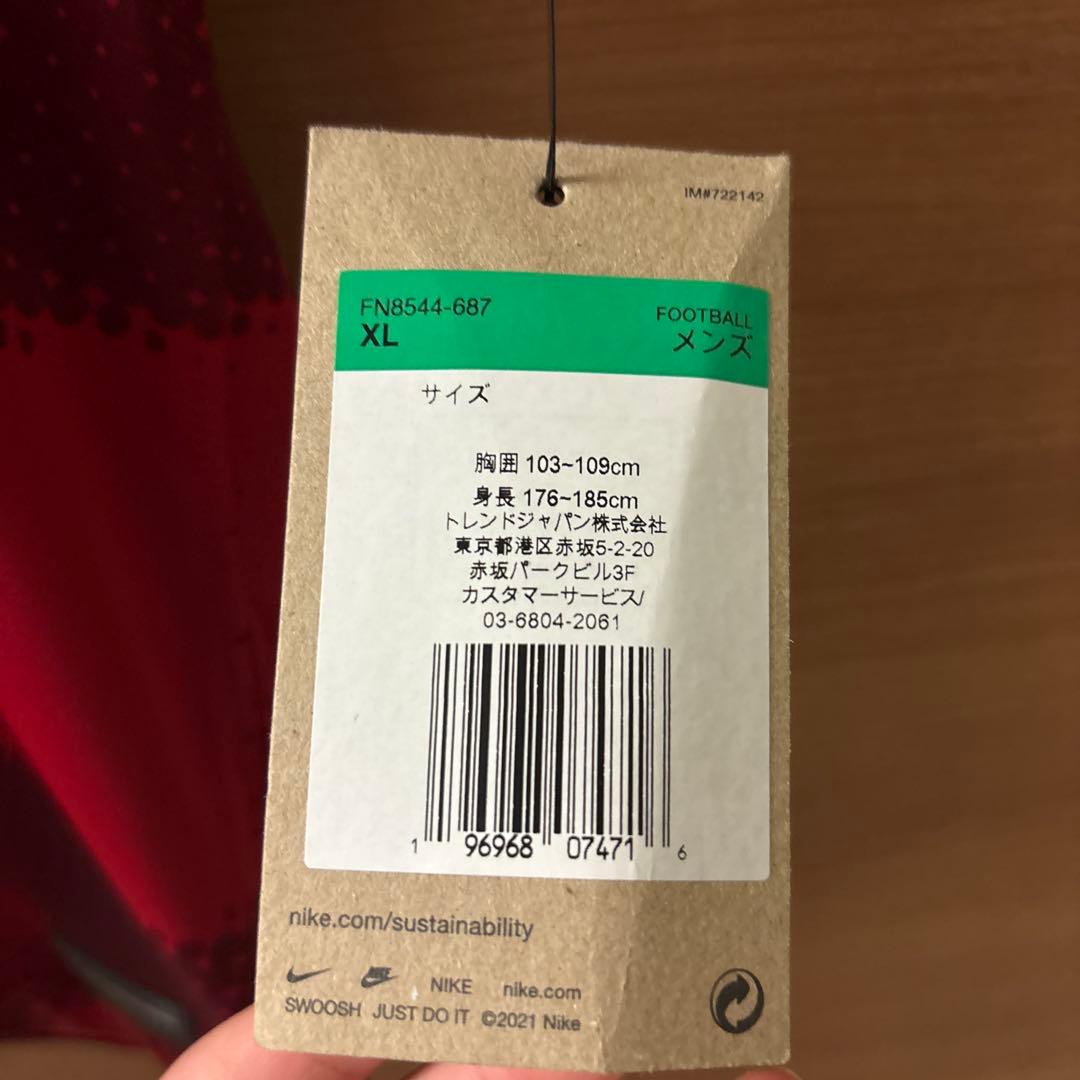 IM#722142
FN8544-687
XL
FOOTBALL
メンズ
サイズ
胸囲 103~109cm
身長 176~185cm
トレンドジャパン株式会社
東京都港区赤坂5-2-20
赤坂パークビル3F
カスタマーサービス/
03-6804-2061
1 96968 07471 6
nike.com/sustainability
NIKE NIKE nike.com
SWOOSH JUST DO IT ©2021 Nike